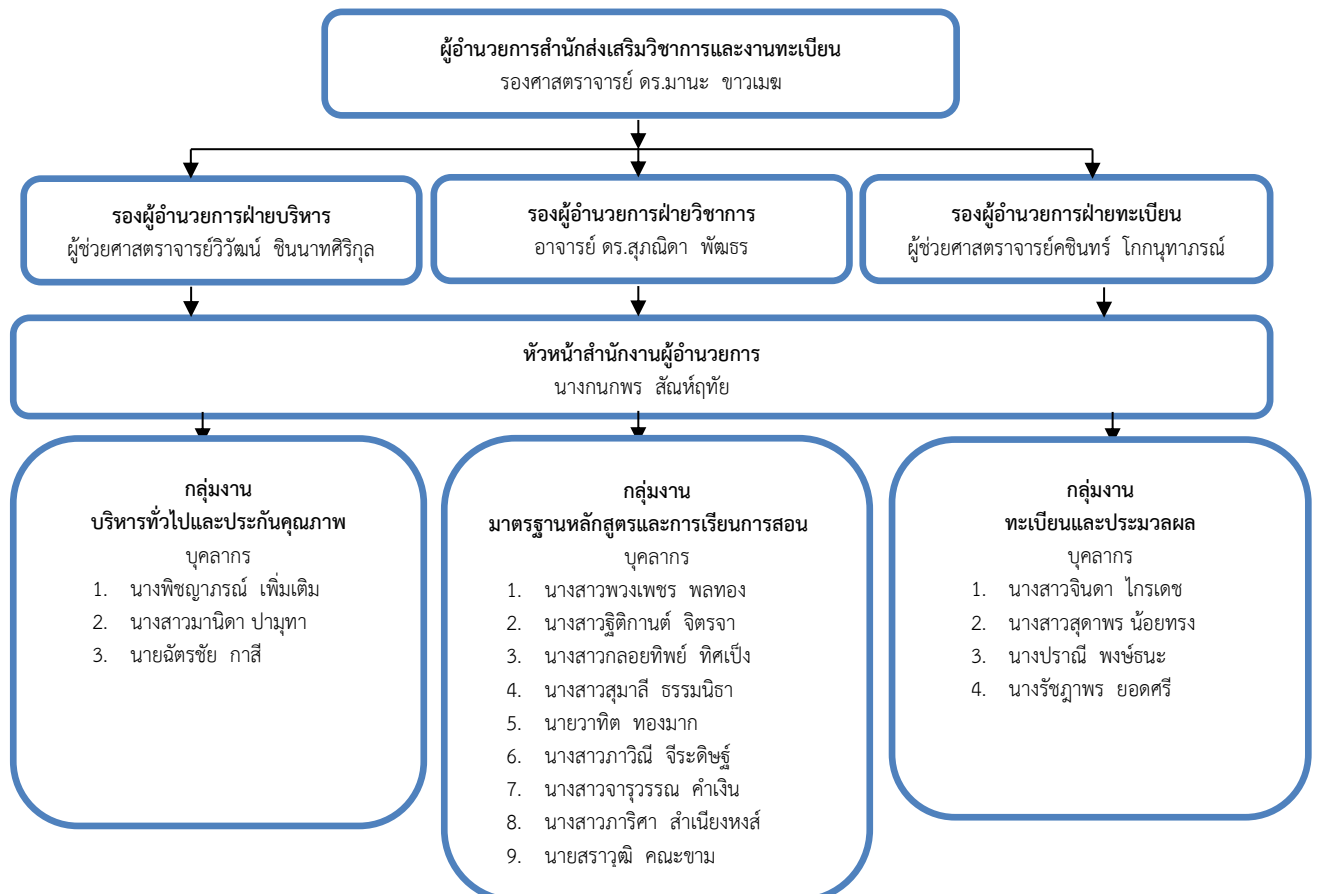 ผู้อำนวยการสำนักส่งเสริมวิชาการและงานทะเบียน
รองศาสตราจารย์ ดร.มานะ ขาวเมฆ
รองผู้อำนวยการฝ่ายบริหาร
ผู้ช่วยศาสตราจารย์วิวัฒน์ ชินนาทศิริกุล
รองผู้อำนวยการฝ่ายวิชาการ
อาจารย์ ดร.สุภณิดา พัฒธร
รองผู้อำนวยการฝ่ายทะเบียน
ผู้ช่วยศาสตราจารย์คชินทร์ โกกนุทาภรณ์
หัวหน้าสำนักงานผู้อำนวยการ
นางกนกพร สัณห์ฤทัย
กลุ่มงาน
บริหารทั่วไปและประกันคุณภาพ
บุคลากร
1. นางพิชญาภรณ์ เพิ่มเติม
2. นางสาวมานิดา ปามุทา
3. นายฉัตรชัย กาสี
กลุ่มงาน
มาตรฐานหลักสูตรและการเรียนการสอน
บุคลากร
1. นางสาวพวงเพชร พลทอง
2. นางสาวฐิติกานต์ จิตรจา
3. นางสาวกลอยทิพย์ ทิศเป็ง
4. นางสาวสุมาลี ธรรมนิธา
5. นายวาทิต ทองมาก
6. นางสาวภาวิณี จีระดิษฐ์
7. นางสาวจารุวรรณ คำเงิน
8. นางสาวภาริศา สำเนียงหงส์
9. นายสราวุฒิ คณะขาม
กลุ่มงาน
ทะเบียนและประมวลผล
บุคลากร
1. นางสาวจินดา ไกรเดช
2. นางสาวสุดาพร น้อยทรง
3. นางปราณี พงษ์ธนะ
4. นางรัชฎาพร ยอดศรี